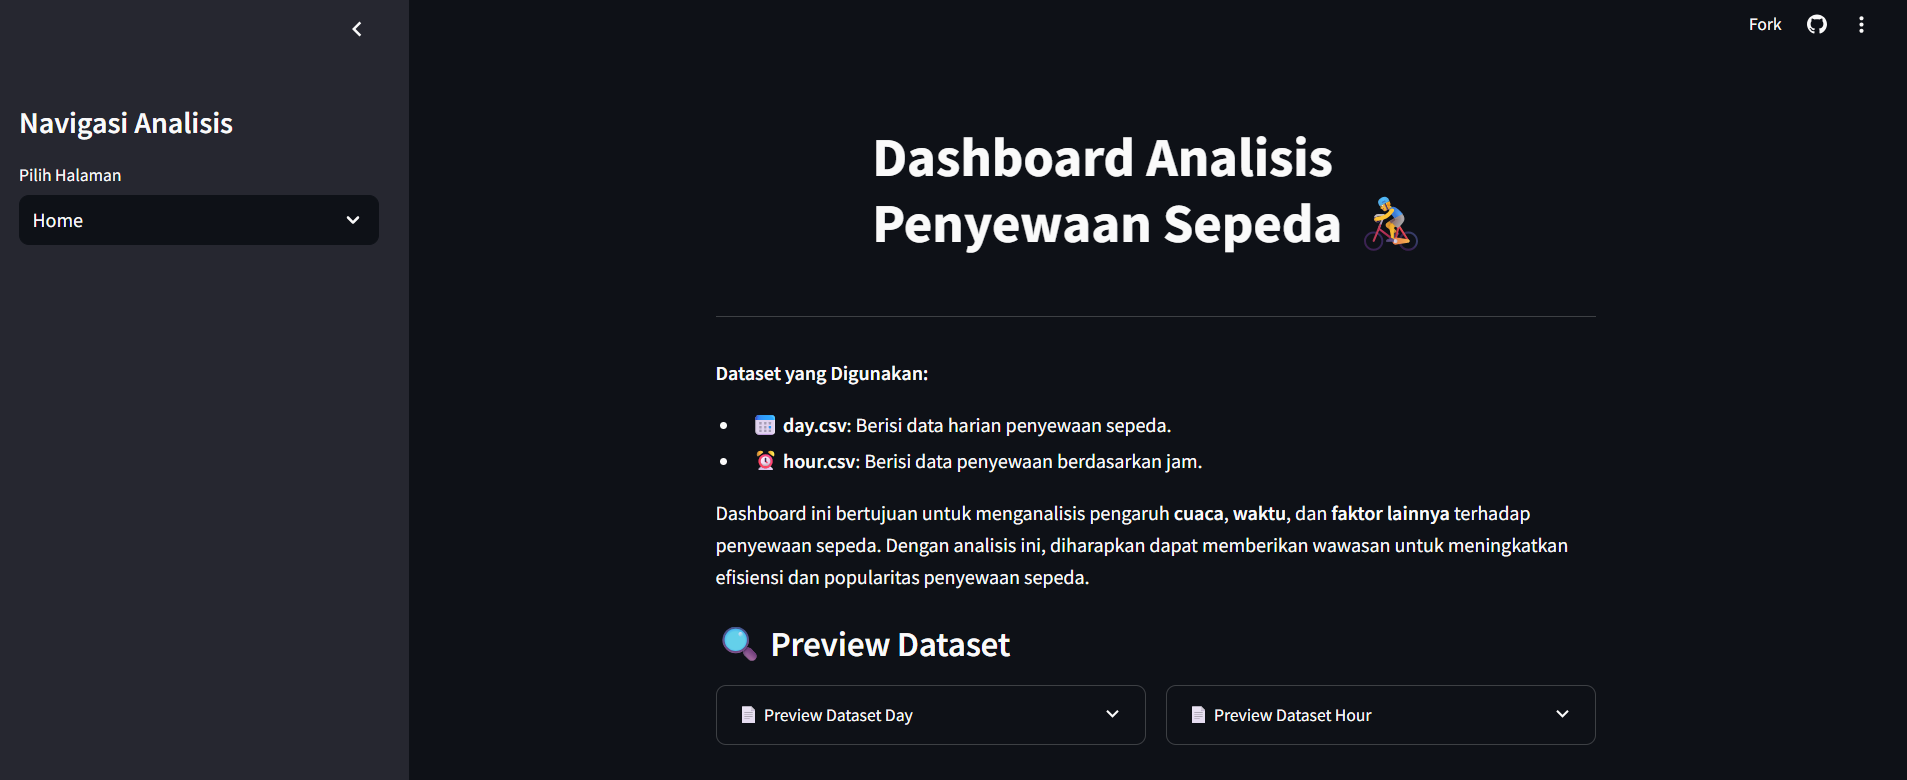 Fork
Navigasi Analisis
Pilih Halaman
Home
Dashboard Analisis
Penyewaan Sepeda
Dataset yang Digunakan:
day.csv: Berisi data harian penyewaan sepeda.
hour.csv: Berisi data penyewaan berdasarkan jam.
Dashboard ini bertujuan untuk menganalisis pengaruh cuaca, waktu, dan faktor lainnya terhadap
penyewaan sepeda. Dengan analisis ini, diharapkan dapat memberikan wawasan untuk meningkatkan
efisiensi dan popularitas penyewaan sepeda.
Preview Dataset
Preview Dataset Day
Preview Dataset Hour